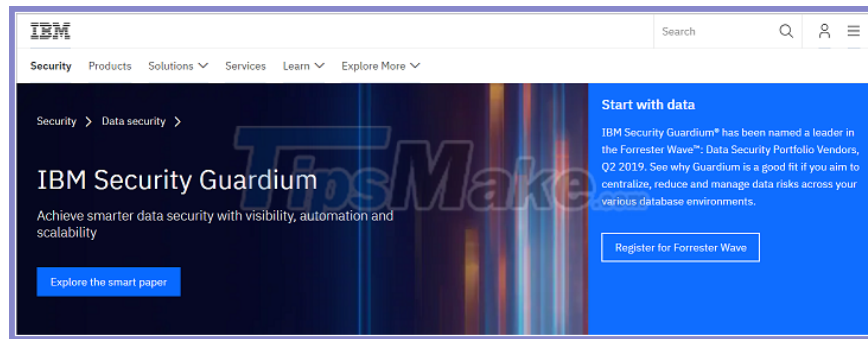 IBM
Search
Security Products Solutions Services Learn Explore More
Security > Data security >
IBM Security Guardium
Achieve smarter data security with visibility, automation and
scalability
Explore the smart paper
Start with data
IBM Security Guardium® has been named a leader in
the Forrester Wave™: Data Security Portfolio Vendors,
Q2 2019. See why Guardium is a good fit if you aim to
centralize, reduce and manage data risks across your
various database environments.
Register for Forrester Wave
TipsMake.com